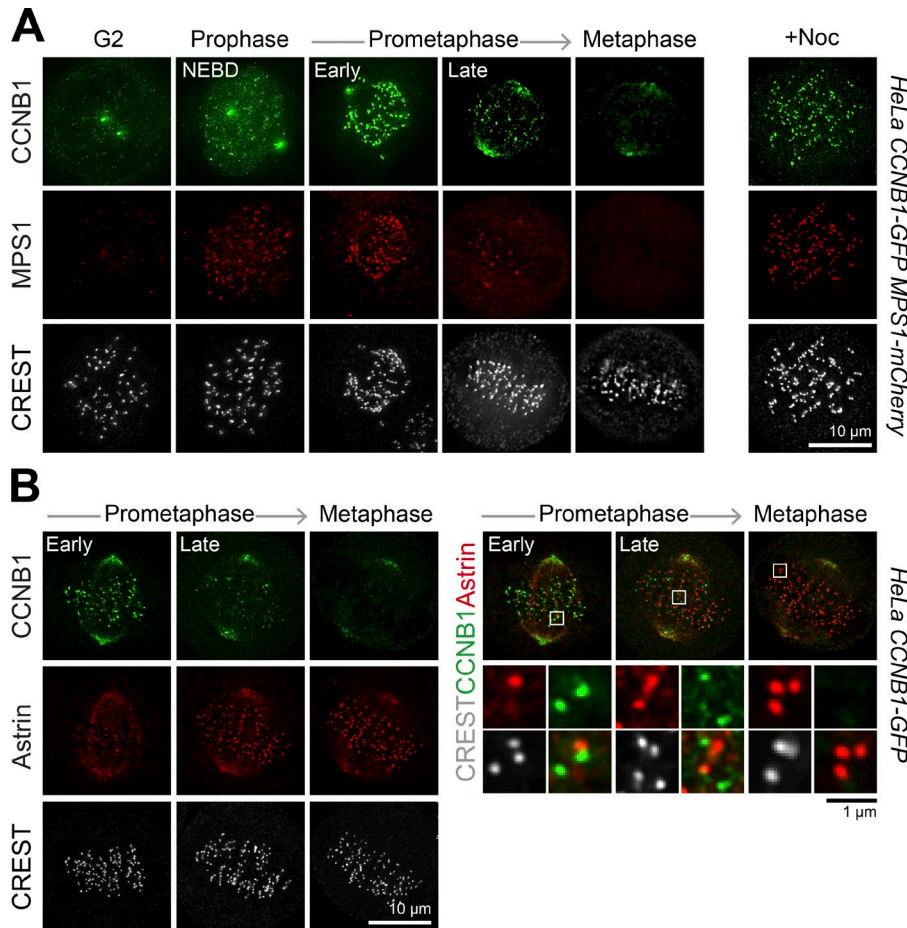 A
G2
Prophase
Prometaphase
Metaphase
+Noc
NEBD
Early
Late
CCNB1
MPS1
CREST
10 µm
HeLa CCNB1-GFP MPS1-mCherry
B
Prometaphase
Metaphase
Early
Late
CCNB1
Astrin
CREST
10 µm
Prometaphase
Metaphase
Early
Late
CRESTCCNB1Astrin
1 µm
HeLa CCNB1-GFP